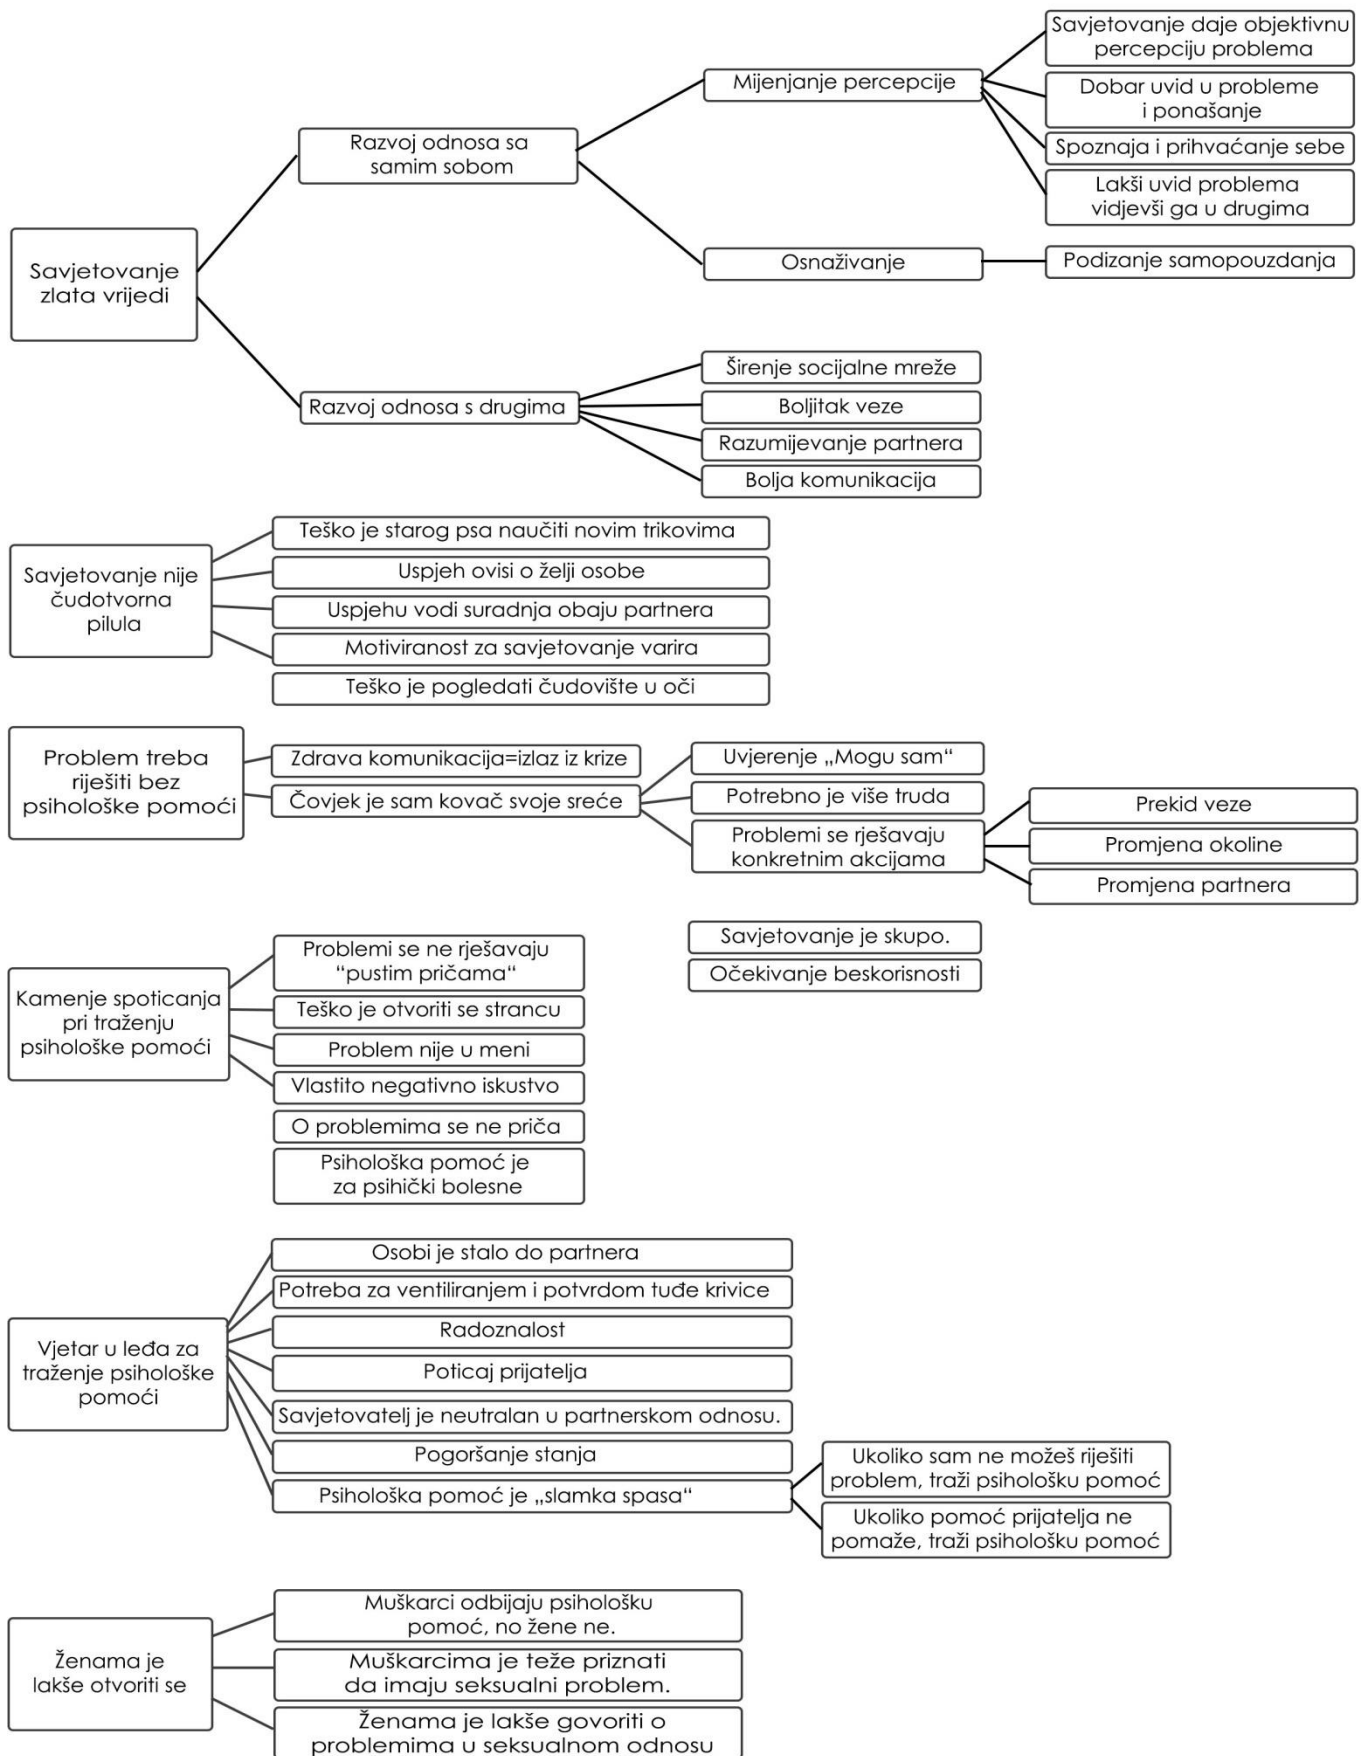 Savjetovanje
zlata vrijedi
Razvoj odnosa sa
samim sobom
Mijenjanje percepcije
Savjetovanje daje objektivnu
percepciju problema
Dobar uvid u probleme
i ponašanje
Spoznaja i prihvaćanje sebe
Lakši uvid problema
vidjevši ga u drugima
Osnaživanje
Podizanje samopouzdanja
Razvoj odnosa s drugima
Širenje socijalne mreže
Boljitak veze
Razumijevanje partnera
Bolja komunikacija
Savjetovanje nije
čudotvorna
pilula
Teško je starog psa naučiti novim trikovima
Uspjeh ovisi o želji osobe
Uspjehu vodi suradnja obaju partnera
Motiviranost za savjetovanje varira
Teško je pogledati čudovište u oči
Problem treba
riješiti bez
psihološke pomoći
Zdrava komunikacija=izlaz iz krize
Čovjek je sam kovač svoje sreće
Uvjerenje „Mogu sam“
Potrebno je više truda
Problemi se rješavaju
konkretnim akcijama
Prekid veze
Promjena okoline
Promjena partnera
Kamenje spoticanja
pri traženju
psihološke pomoći
Problemi se ne rješavaju
“pustim pričama“
Teško je otvoriti se strancu
Problem nije u meni
Vlastito negativno iskustvo
O problemima se ne priča
Psihološka pomoć je
za psihički bolesne
Savjetovanje je skupo.
Očekivanje beskorisnosti
Vjetar u leđa za
traženje psihološke
pomoći
Osobi je stalo do partnera
Potreba za ventiliranjem i potvrdom tuđe krivice
Radoznalost
Poticaj prijatelja
Savjetovatelj je neutralan u partnerskom odnosu.
Pogoršanje stanja
Psihološka pomoć je „slamka spasa“
Ukoliko sam ne možeš riješiti
problem, traži psihološku pomoć
Ukoliko pomoć prijatelja ne
pomaže, traži psihološku pomoć
Ženama je
lakše otvoriti se
Muškarci odbijaju psihološku
pomoć, no žene ne.
Muškarcima je teže priznati
da imaju seksualni problem.
Ženama je lakše govoriti o
problemima u seksualnom odnosu